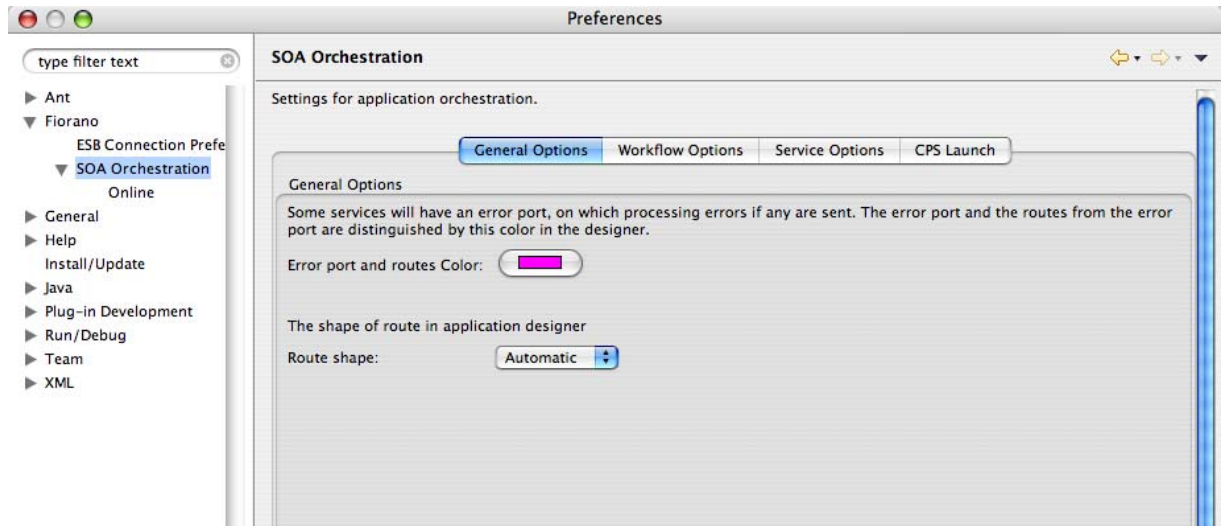 Preferences
type filter text
Ant
Fiorano
ESB Connection Prefe
SOA Orchestration
Online
General
Help
Install/Update
Java
Plug-in Development
Run/Debug
Team
XML
SOA Orchestration
Settings for application orchestration.
General Options
Workflow Options
Service Options
CPS Launch
General Options
Some services will have an error port, on which processing errors if any are sent. The error port and the routes from the error
port are distinguished by this color in the designer.
Error port and routes Color:
The shape of route in application designer
Route shape:
Automatic